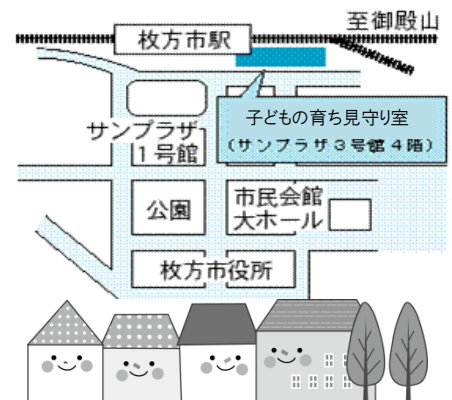 至御殿山
枚方市駅
子どもの育ち見守り室
(サンプラザ3号館4階)
サンプラザ
1号館
公園
市民会館
大ホール
枚方市役所